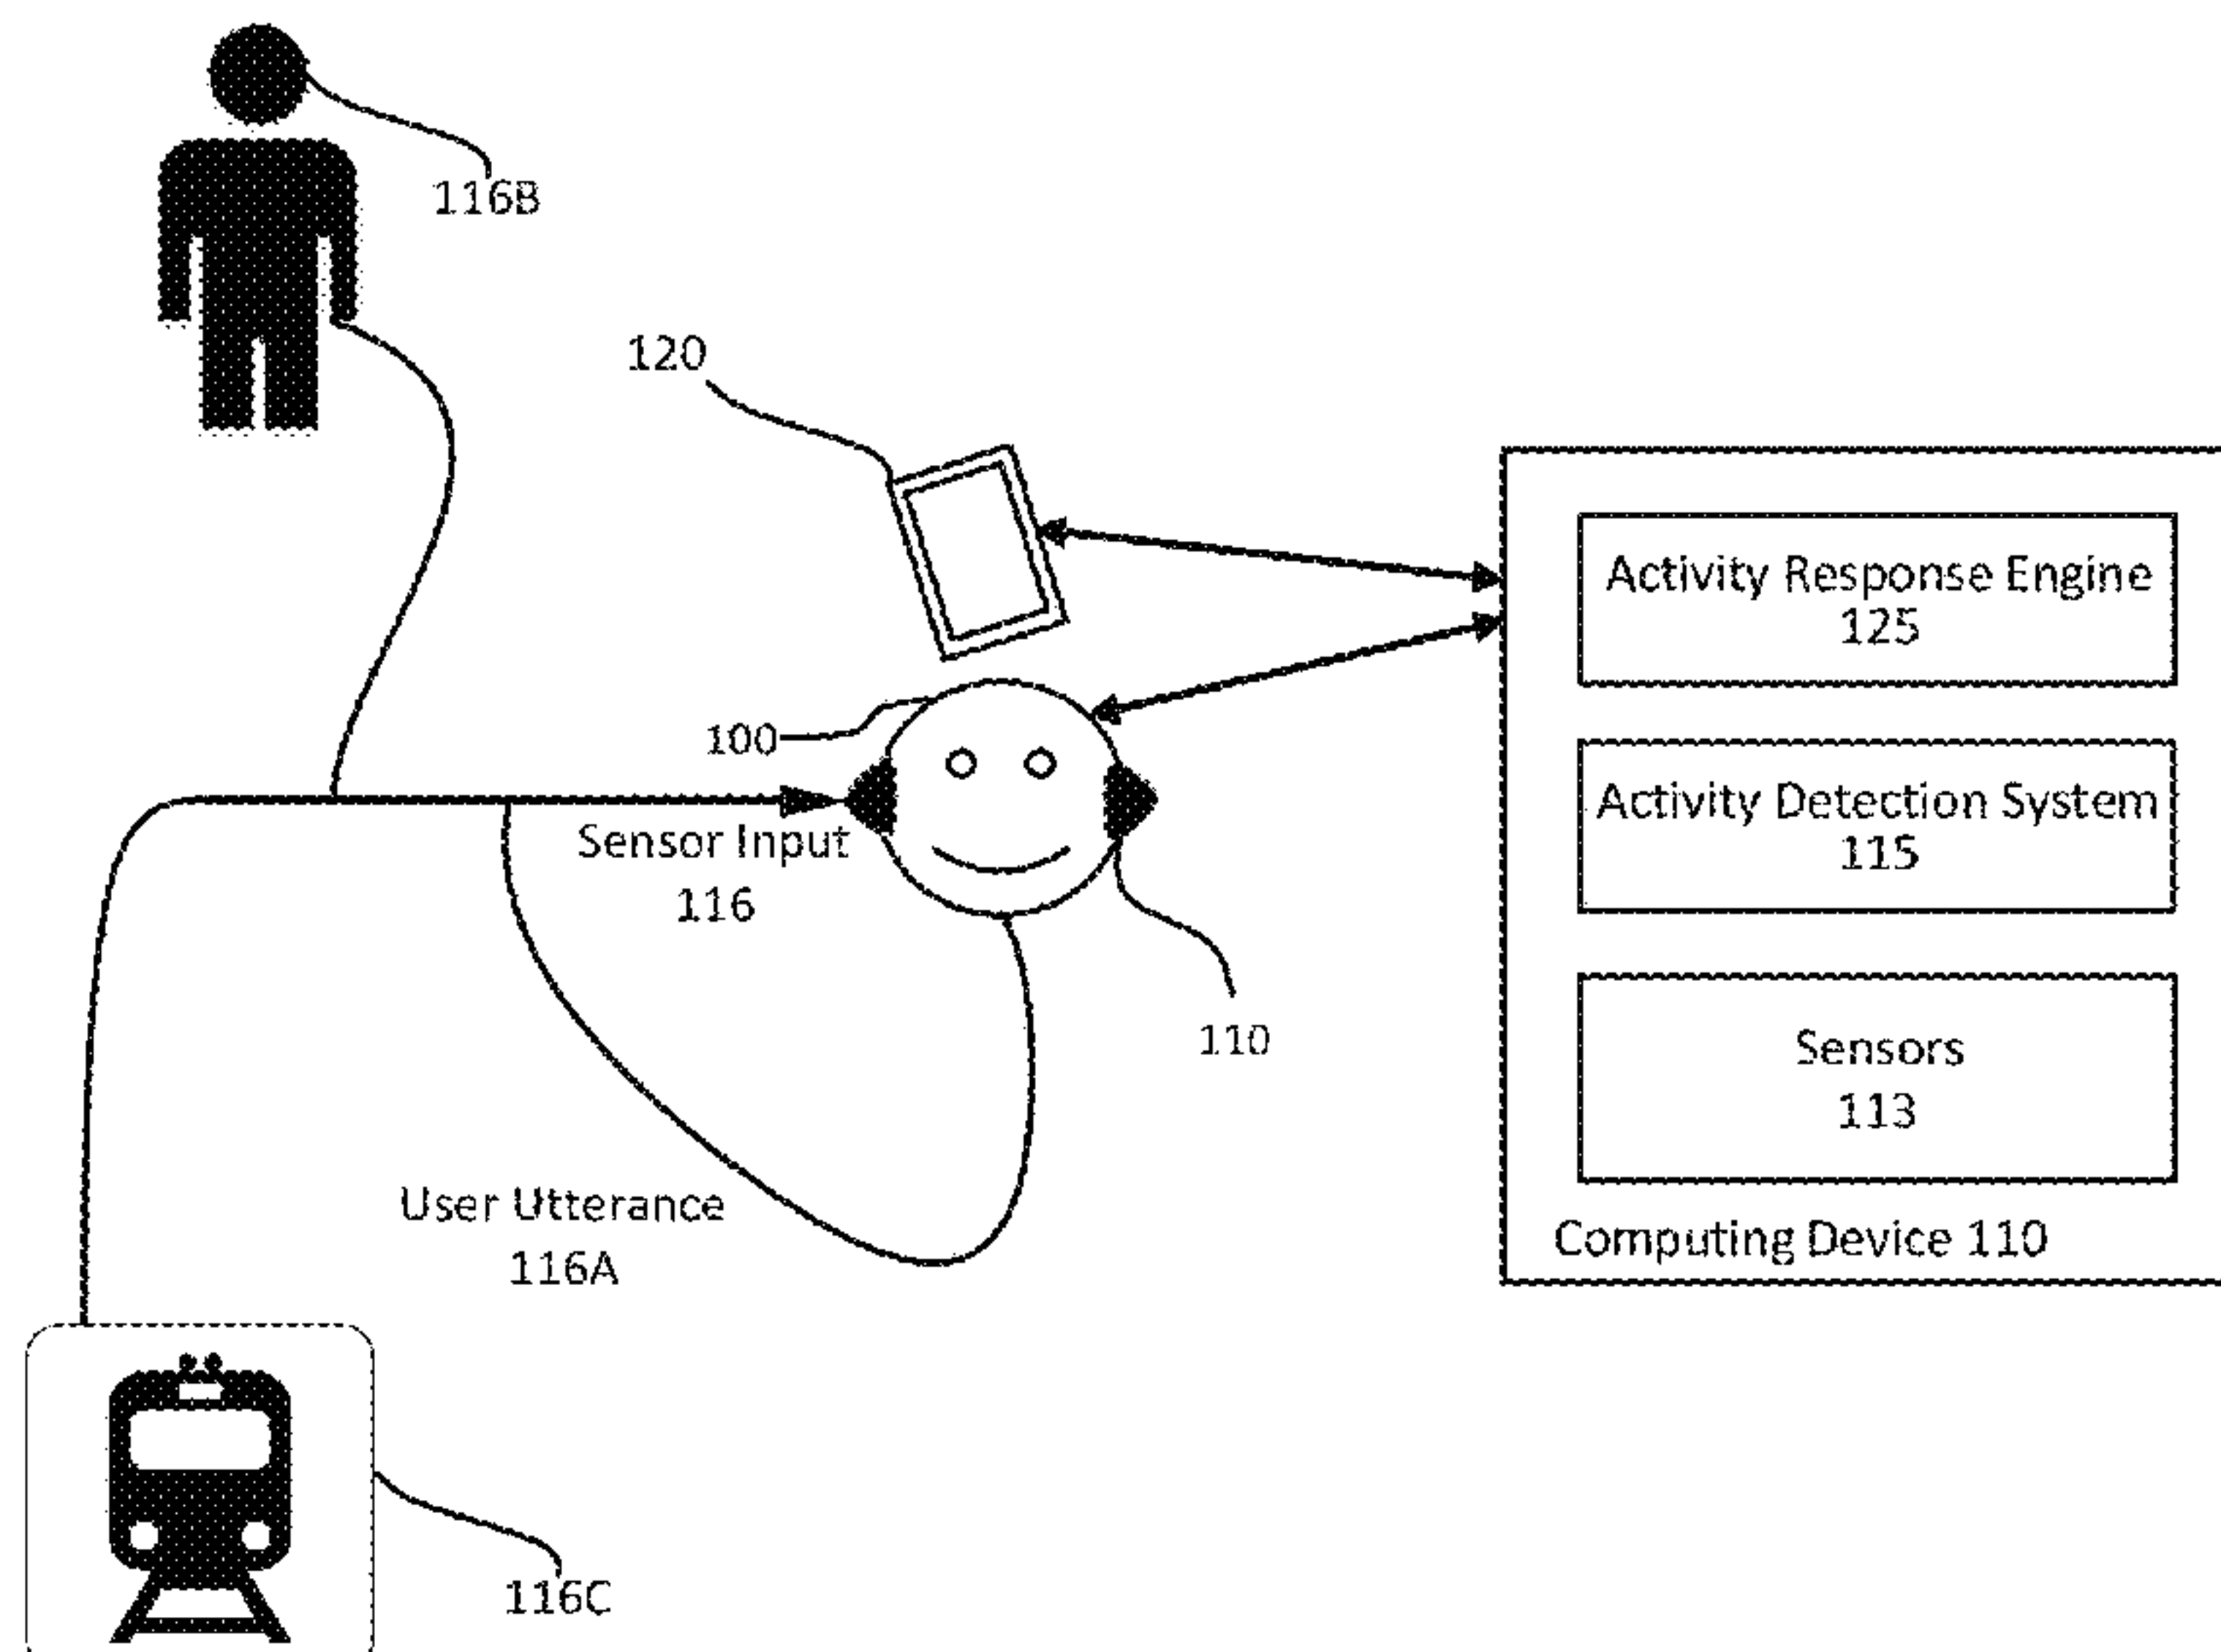 116B
120
Activity Response Engine
125
100
Activity Detection System
115
Sensor Input
116
110
Sensors
113
User Utterance
116A
Computing Device 110
116C